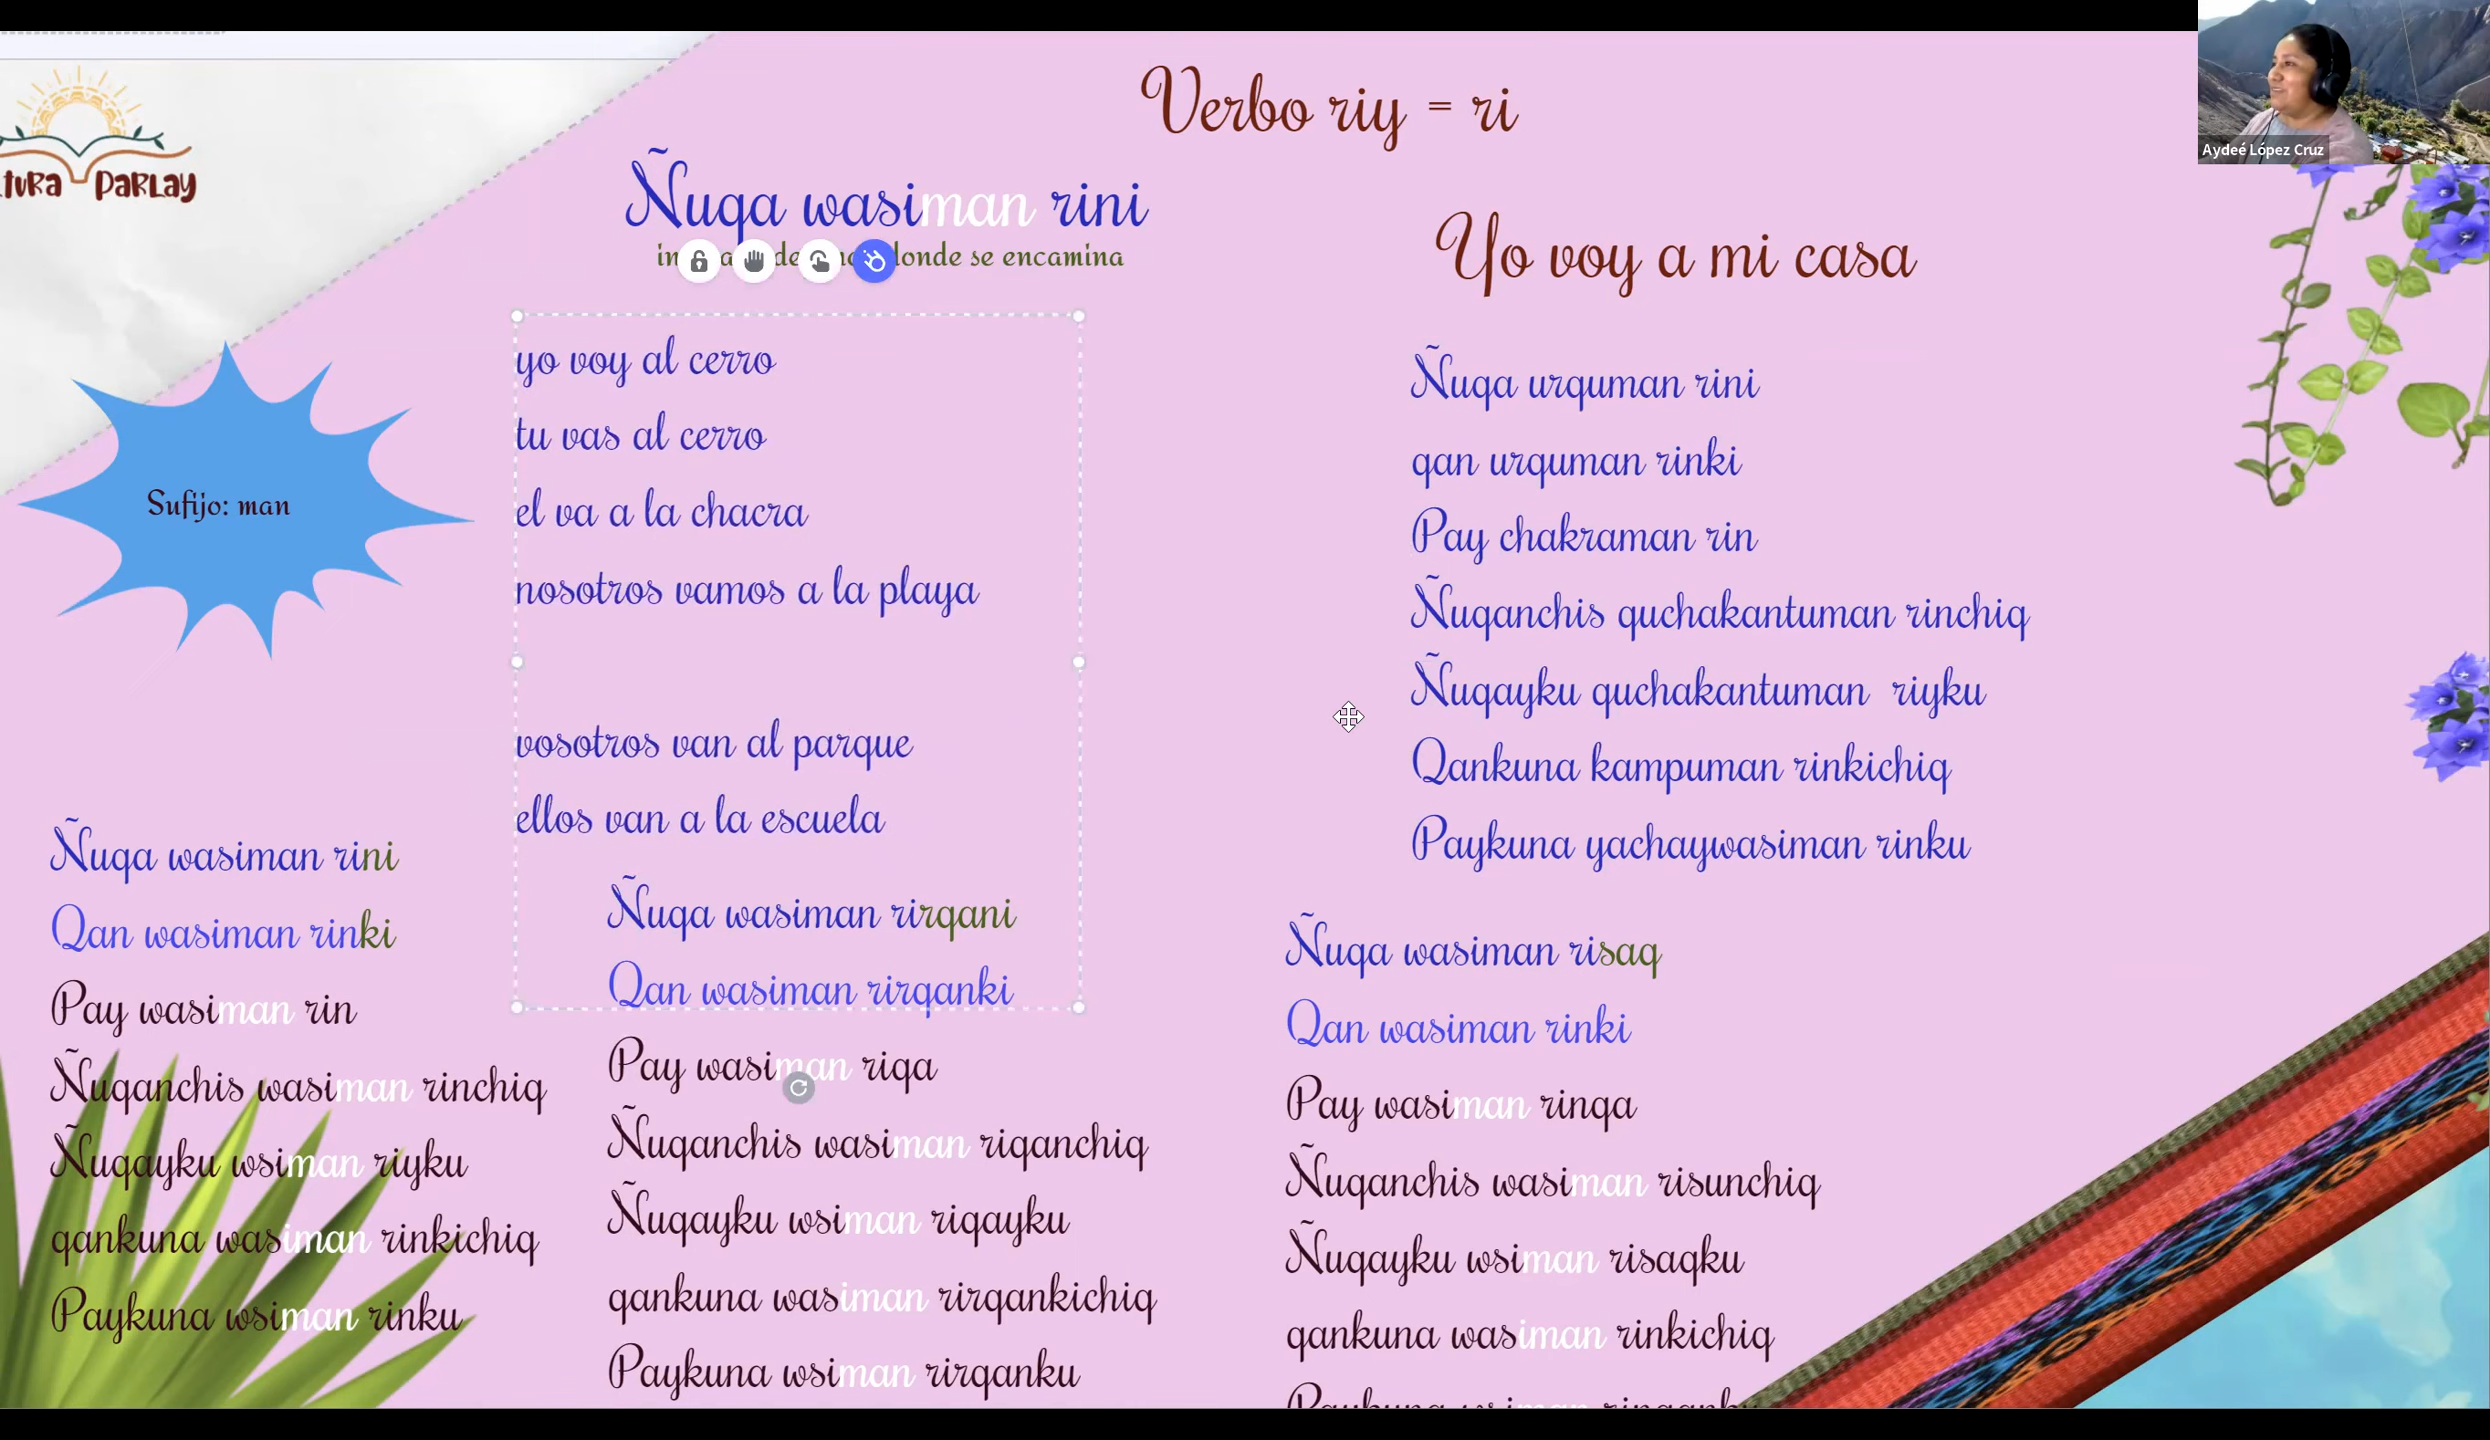 Verbo riy = ri
Aydeé López Cruz
tura Parlay
Ñuqa wasiman rini
donde se encamina
Yo voy a mi casa
Sufijo: man
yo voy al cerro
tu vas al cerro
el va a la chacra
nosotros vamos a la playa
vosotros van al parque
ellos van a la escuela
Ñuqa urquman rini
qan urquman rinki
Pay chakraman rin
Ñuqanchis quchakantuman rinchiq
Ñuqayku quchakantuman riyku
Qankuna kampuman rinkichiq
Paykuna yachaywasiman rinku
Ñuqa wasiman rini
Qan wasiman rinki
Pay wasiman rin
Ñuqanchis wasiman rinchiq
Ñuqayku wsiman riyku
qankuna wasiman rinkichiq
Paykuna wsiman rinku
Ñuqa wasiman rirqani
Qan wasiman rirqanki
Pay wasiman riqa
Ñuqanchis wasiman riqanchiq
Ñuqayku wsiman riqayku
qankuna wasiman rirqankichiq
Paykuna wsiman rirqanku
Ñuqa wasiman risaq
Qan wasiman rinki
Pay wasiman rinqa
Ñuqanchis wasiman risunchiq
Ñuqayku wsiman risaqku
qankuna wasiman rinkichiq